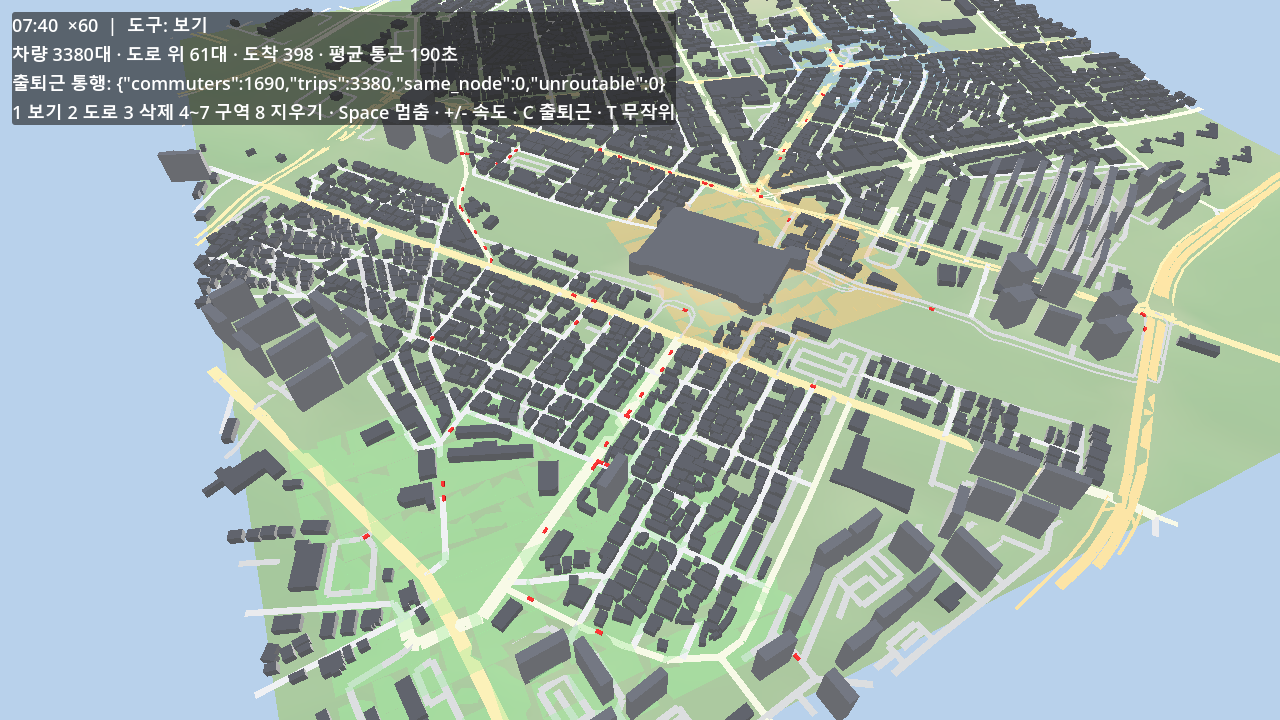 07:40 ×60 | 도구: 보기
차량 3380대 · 도로 위 61대 · 도착 398 · 평균 통근 190초
출퇴근 통행: {"commuters":1690,"trips":3380,"same_node":0,"unroutable":0}
1 보기 2 도로 3 삭제 4~7 구역 8 지우기 · Space 멈춤 · +/- 속도 · C 출퇴근 · T 무작위